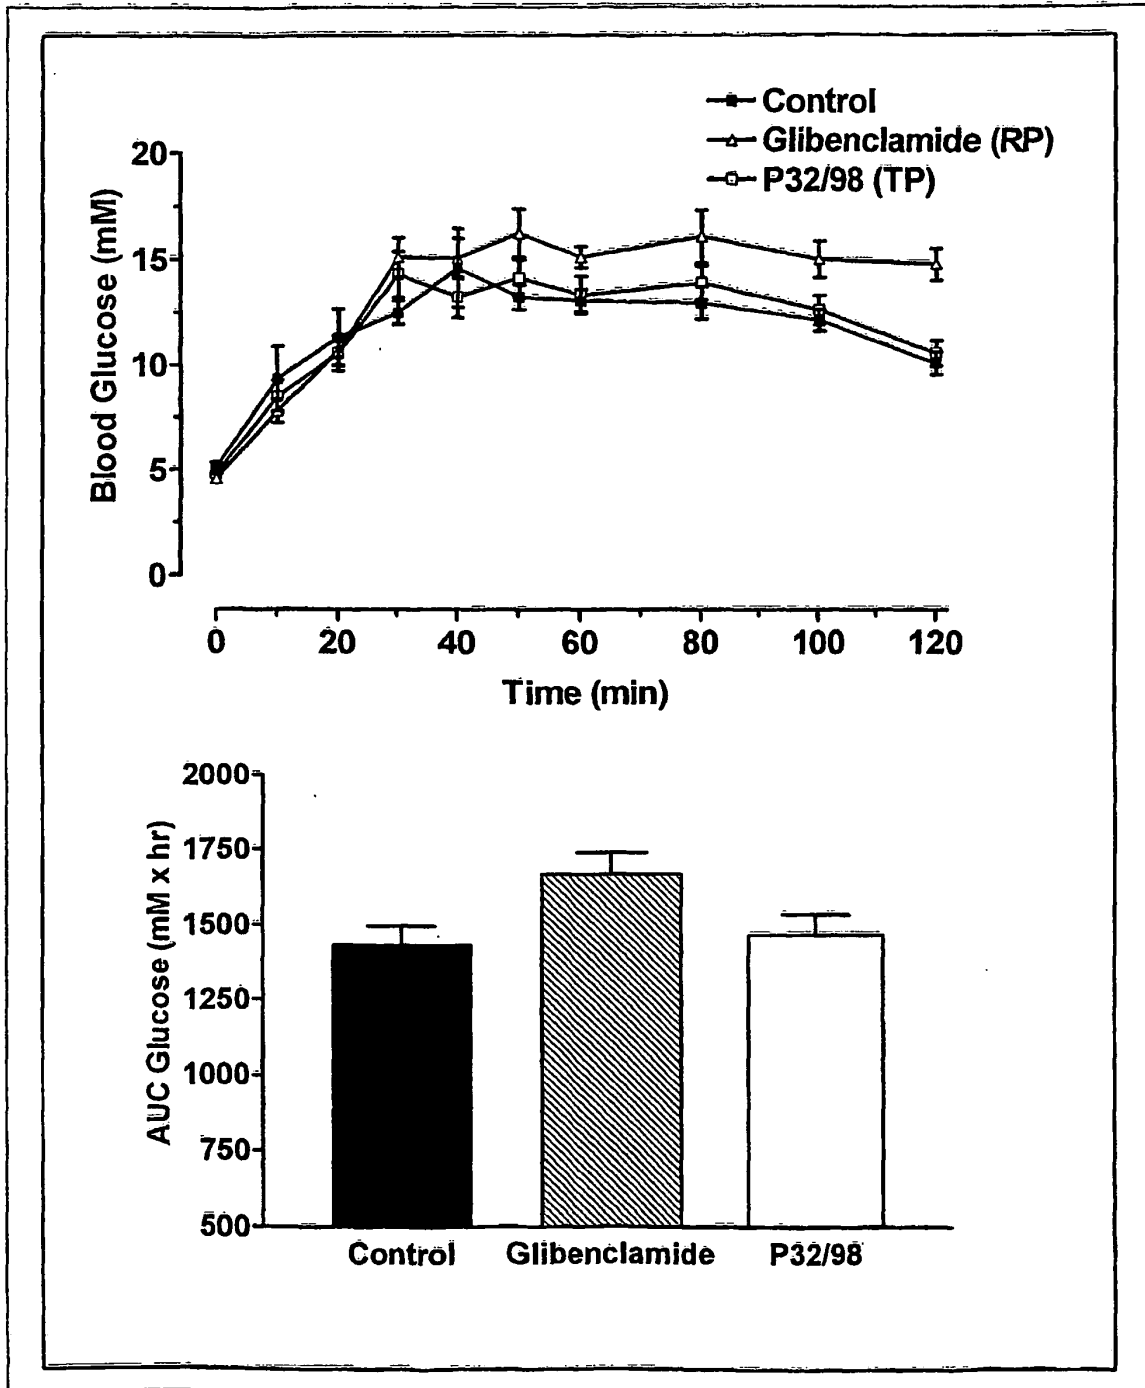 Control
Glibenclamide (RP)
P32/98 (TP)
20
15
10
5
0
Blood Glucose (mM)
0 20 40 60 80 100 120
Time (min)
2000
1750
1500
1250
1000
750
500
AUC Glucose (mM x hr)
Control Glibenclamide P32/98